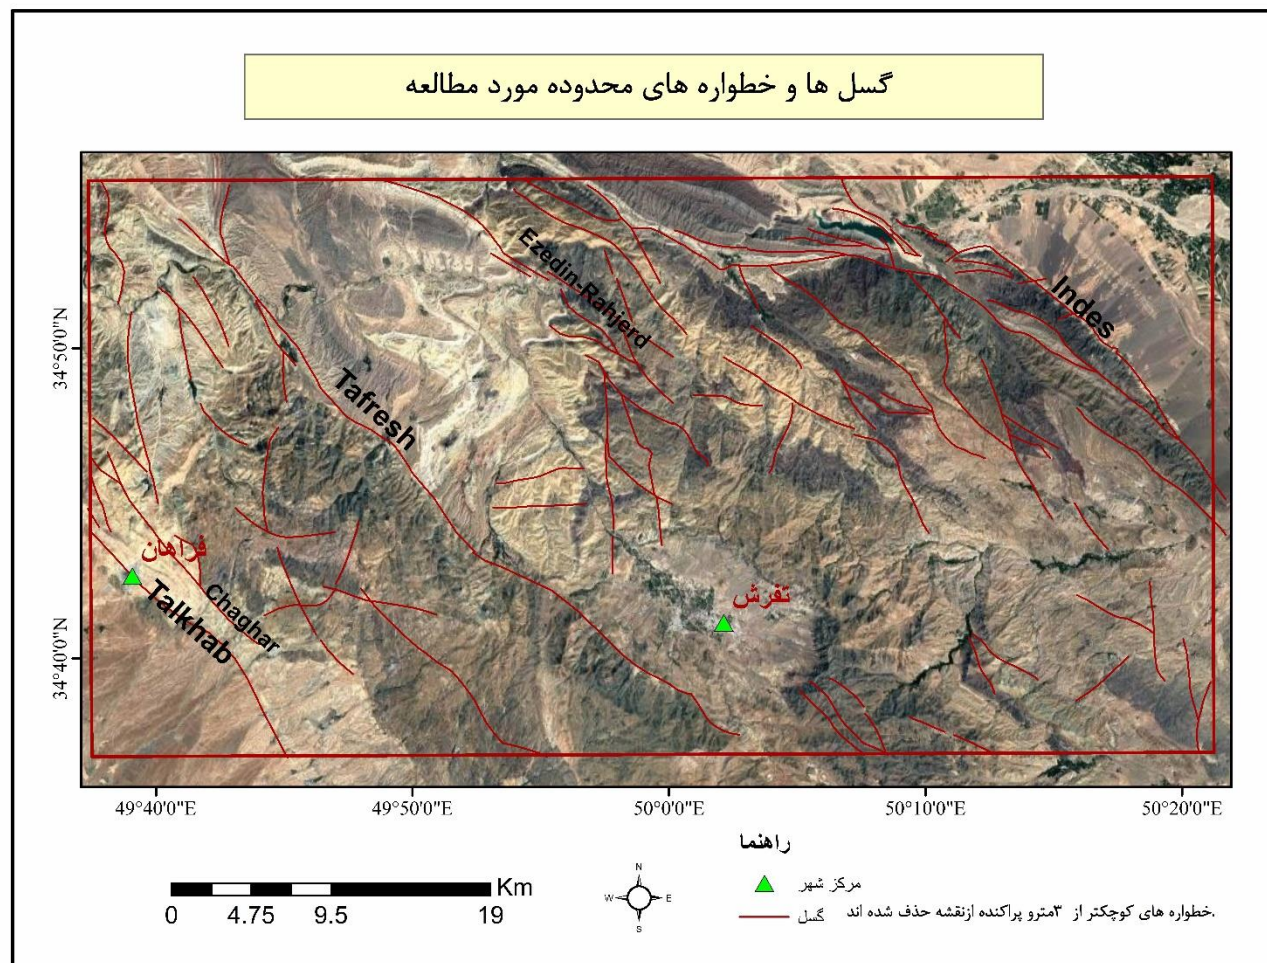 گسل ها و خطواره های محدوده مورد مطالعه
Ezedin-Rahjerd
Indes
Tafresh
فراهان
Chaghar
Talkhab
تفرش
34°50'0"N
34°40'0"N
49°40'0"E 49°50'0"E 50°0'0"E 50°10'0"E 50°20'0"E
راهنما
مرکز شهر
گسل
خطواره های کوچکتر از ۳مترو پراکنده ازنقشه حذف شده اند.
Km
0 4.75 9.5 19
N
W E
S